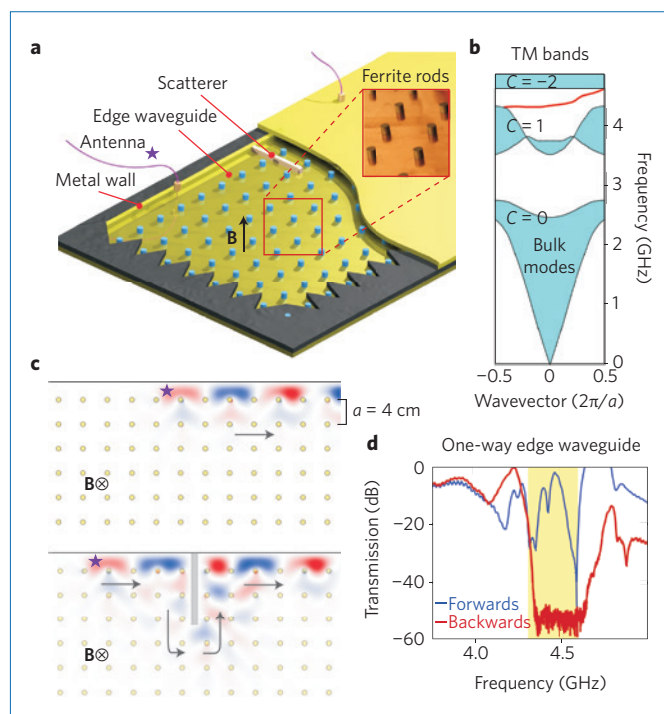 a
Scatterer
Edge waveguide
Antenna
Metal wall
Ferrite rods
B
b
TM bands
C = −2
C = 1
C = 0
Bulk
modes
4
3
2
1
0
Frequency (GHz)
−0.5
0
0.5
Wavevector (2π/a)
c
a = 4 cm
B⊗
B⊗
d
One-way edge waveguide
0
−20
−40
−60
Transmission (dB)
Forwards
Backwards
4.0
4.5
Frequency (GHz)